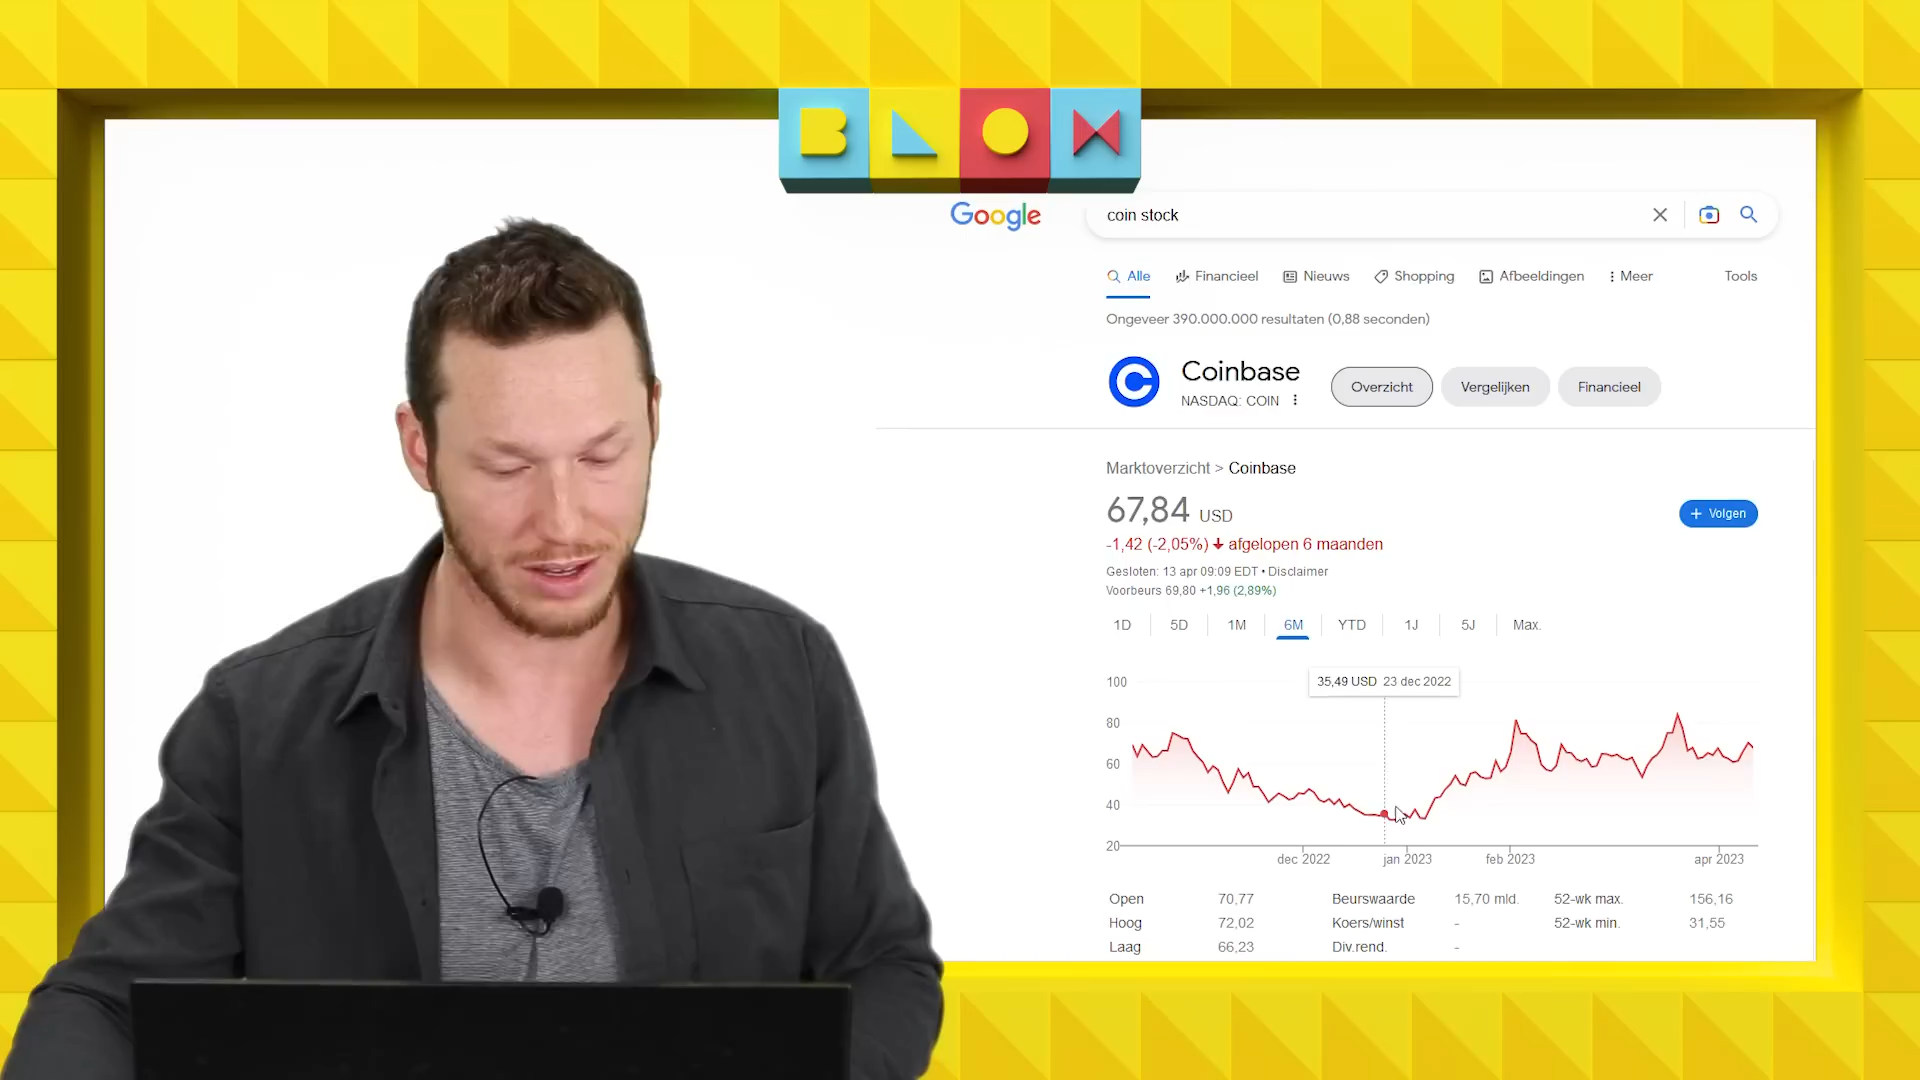 BLOM
Google
coin stock
Alle Financieel Nieuws Shopping Afbeeldingen Meer Tools
Ongeveer 390.000.000 resultaten (0,88 seconden)
Coinbase
NASDAQ: COIN
Overzicht Vergelijken Financieel
Marktoverzicht > Coinbase
67,84 USD
+ Volgen
-1,42 (-2,05%) afgelopen 6 maanden
Gesloten: 13 apr 09:09 EDT • Disclaimer
Voorbeurs 69,80 +1,96 (2,89%)
1D 5D 1M 6M YTD 1J 5J Max.
35,49 USD 23 dec 2022
100
80
60
40
20
dec 2022 jan 2023 feb 2023 apr 2023
Open 70,77 Beurswaarde 15,70 mld. 52-wk max. 156,16
Hoog 72,02 Koers/winst - 52-wk min. 31,55
Laag 66,23 Div.rend. -